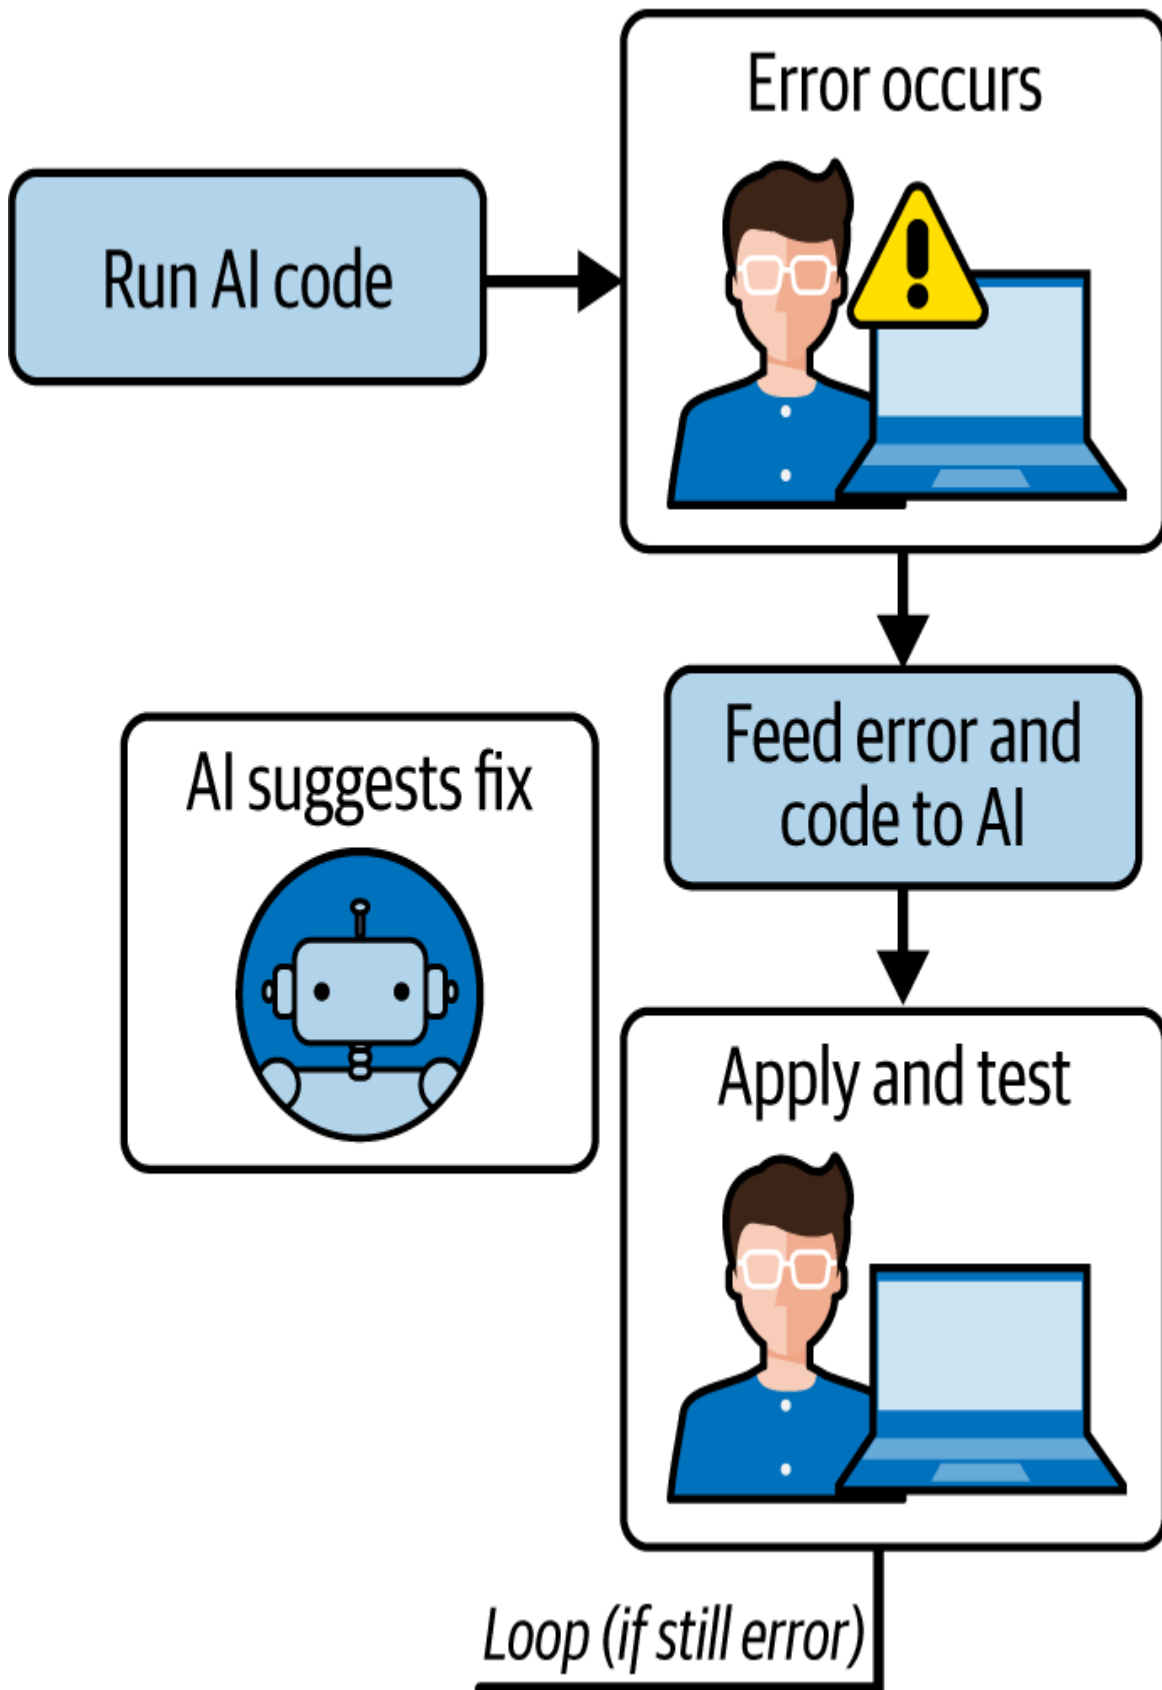 Error occurs
Run AI code
Feed error and
code to AI
AI suggests fix
Apply and test
Loop (if still error)